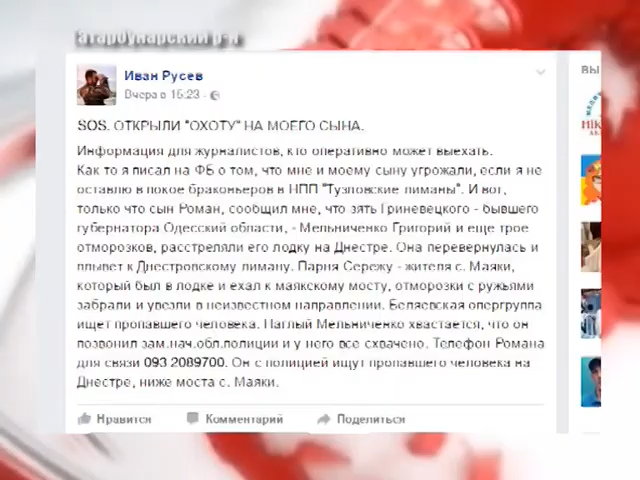 Татарбунарский р-н
Иван Русев
Вчера в 15:23
SOS. ОТКРЫЛИ "ОХОТУ" НА МОЕГО СЫНА.
Информация для журналистов, кто оперативно может выехать.
Как то я писал на ФБ о том, что мне и моему сыну угрожали, если я не
оставлю в покое браконьеров в НПП "Тузловские лиманы". И вот,
только что сын Роман, сообщил мне, что зять Гриневецкого - бывшего
губернатора Одесской области, - Мельниченко Григорий и еще трое
отморозков, расстреляли его лодку на Днестре. Она перевернулась и
плывет к Днестровскому лиману. Парня Сережу - жителя с. Маяки,
который был в лодке и ехал к маякскому мосту, отморозки с ружьями
забрали и увезли в неизвестном направлении. Беляевская опергруппа
ищет пропавшего человека. Наглый Мельниченко хвастается, что он
позвонил зам.нач.обл.полиции и у него все схвачено. Телефон Романа
для связи 093 2089700. Он с полицией ищут пропавшего человека на
Днестре, ниже моста с. Маяки.
Нравится Комментарий Поделиться
ВЫ